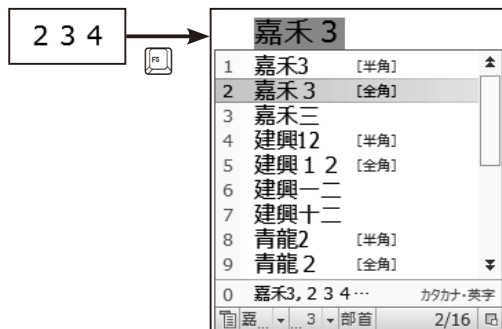 ２３４
F5
嘉禾３
1 嘉禾3 [半角]
2 嘉禾３ [全角]
3 嘉禾三
4 建興12 [半角]
5 建興１２ [全角]
6 建興一二
7 建興十二
8 青龍2 [半角]
9 青龍２ [全角]
0 嘉禾3,２３４… カタカナ・英字
嘉... ...3 部首 2/16